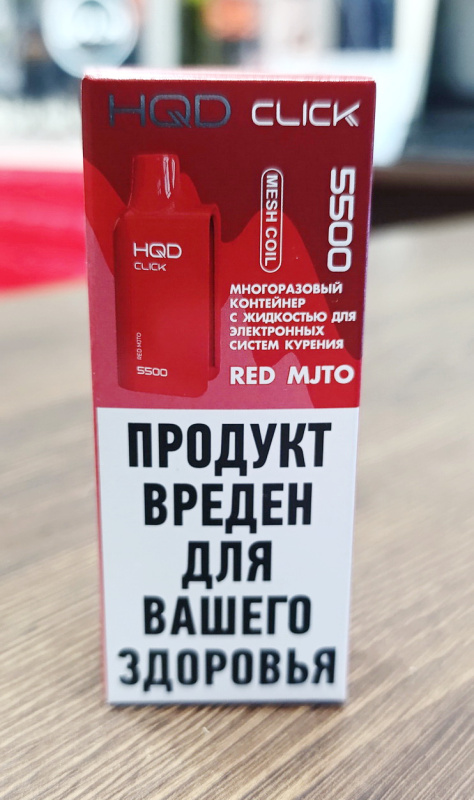 HQD CLICK
MESH COIL
5500
HQD
CLICK
RED MJTO
5500
МНОГОРАЗОВЫЙ
КОНТЕЙНЕР
С ЖИДКОСТЬЮ ДЛЯ
ЭЛЕКТРОННЫХ
СИСТЕМ КУРЕНИЯ
RED MJTO
ПРОДУКТ
ВРЕДЕН
ДЛЯ
ВАШЕГО
ЗДОРОВЬЯ